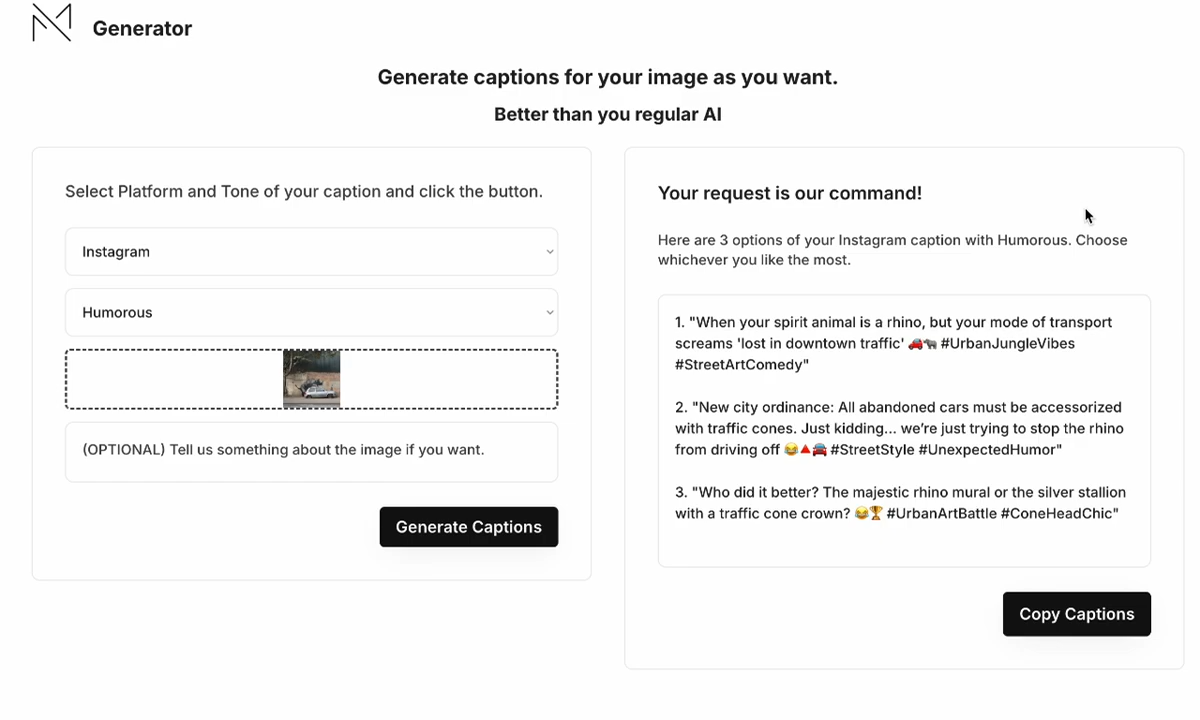 Generator
Generate captions for your image as you want.
Better than you regular AI
Select Platform and Tone of your caption and click the button.
Instagram
Humorous
(OPTIONAL) Tell us something about the image if you want.
Generate Captions
Your request is our command!
Here are 3 options of your Instagram caption with Humorous. Choose
whichever you like the most.
1. "When your spirit animal is a rhino, but your mode of transport
screams 'lost in downtown traffic' 🚗🦏 #UrbanJungleVibes
#StreetArtComedy"
2. "New city ordinance: All abandoned cars must be accessorized
with traffic cones. Just kidding... we’re just trying to stop the rhino
from driving off 😂🔺🚘 #StreetStyle #UnexpectedHumor"
3. "Who did it better? The majestic rhino mural or the silver stallion
with a traffic cone crown? 😂🏆 #UrbanArtBattle #ConeHeadChic"
Copy Captions